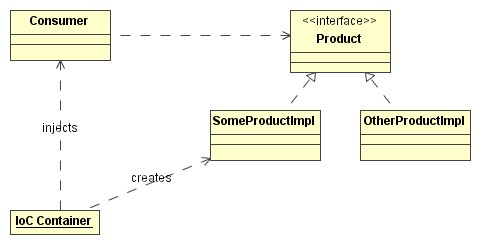 Consumer
<<interface>>
Product
SomeProductImpl
OtherProductImpl
injects
creates
IoC Container